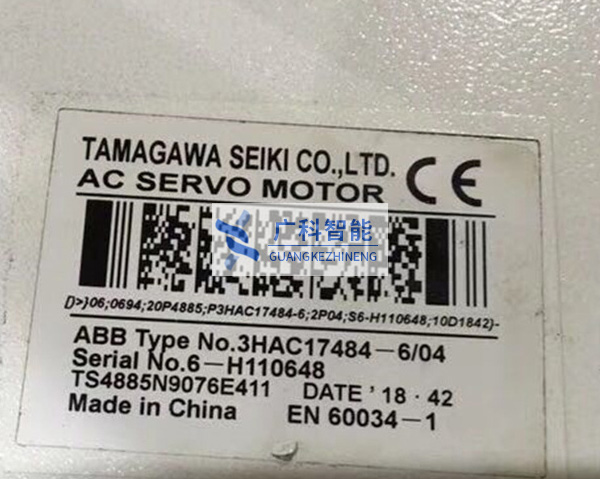 TAMAGAWA SEIKI CO.,LTD.
AC SERVO MOTOR CE
广科智能
GUANGKEZHINENG
[)>}06;0694;20P4885;P3HAC17484-6;2P04;S6-H110648;10D1842}-
ABB Type No.3HAC17484-6/04
Serial No.6-H110648
TS4885N9076E411 DATE '18·42
Made in China EN 60034-1